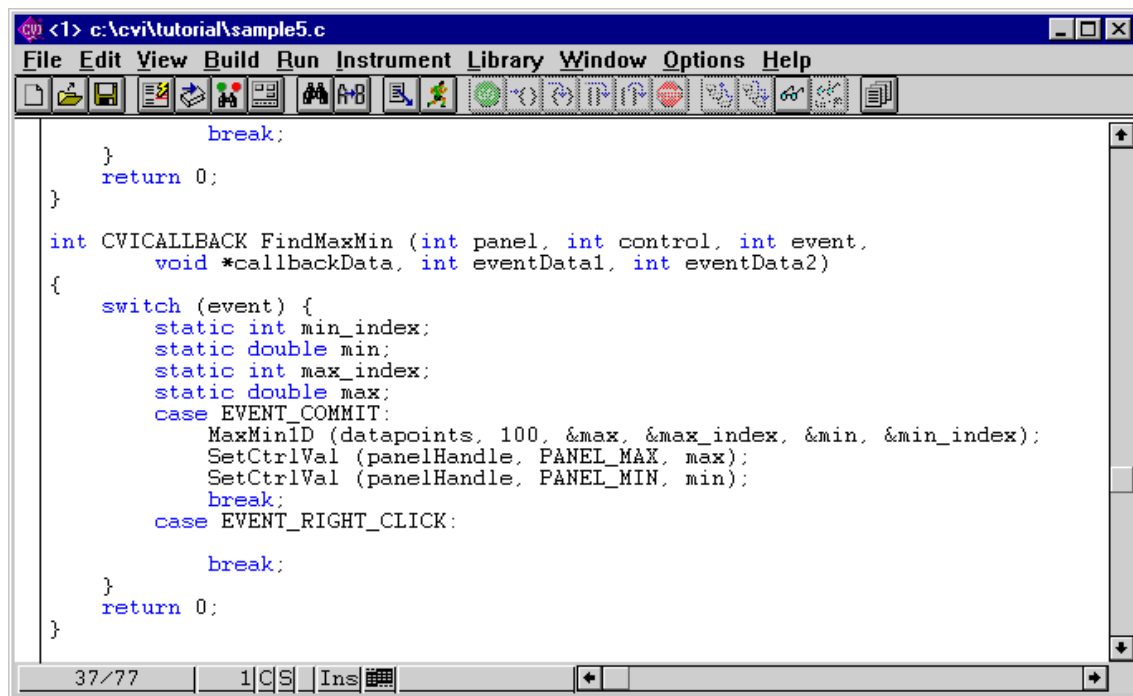 <1> c:\cvi\tutorial\sample5.c
File Edit View Build Run Instrument Library Window Options Help
break;
}
return 0;
}
int CVICALLBACK FindMaxMin (int panel, int control, int event,
void *callbackData, int eventData1, int eventData2)
{
switch (event) {
static int min_index;
static double min;
static int max_index;
static double max;
case EVENT_COMMIT:
MaxMin1D (datapoints, 100, &max, &max_index, &min, &min_index);
SetCtrlVal (panelHandle, PANEL_MAX, max);
SetCtrlVal (panelHandle, PANEL_MIN, min);
break;
case EVENT_RIGHT_CLICK:
break;
}
return 0;
}
37/77 1 C S Ins